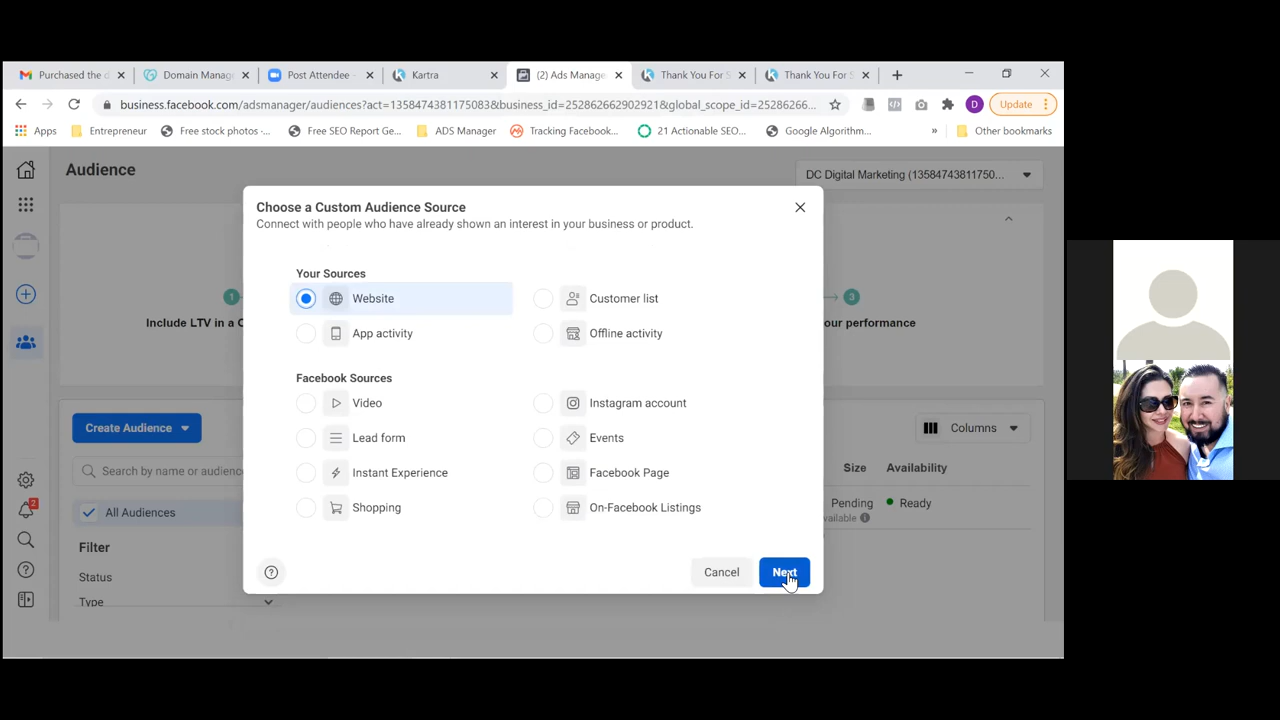 Purchased the d
Domain Manag
Post Attendee -
Kartra
(2) Ads Manage
Thank You For S
Thank You For S
business.facebook.com/adsmanager/audiences?act=1358474381175083&business_id=252862662902921&global_scope_id=25286266...
Update
Apps
Entrepreneur
Free stock photos -...
Free SEO Report Ge...
ADS Manager
Tracking Facebook...
21 Actionable SEO...
Google Algorithm...
»
Other bookmarks
Audience
DC Digital Marketing (13584743811750...
Choose a Custom Audience Source
Connect with people who have already shown an interest in your business or product.
Your Sources
Website
Customer list
App activity
Offline activity
1
Include LTV in a C
3
our performance
Facebook Sources
Video
Instagram account
Lead form
Events
Instant Experience
Facebook Page
Shopping
On-Facebook Listings
Cancel
Next
Create Audience
Columns
Search by name or audienc
Size
Availability
All Audiences
Pending
Ready
vailable
Filter
Status
Type
2
D